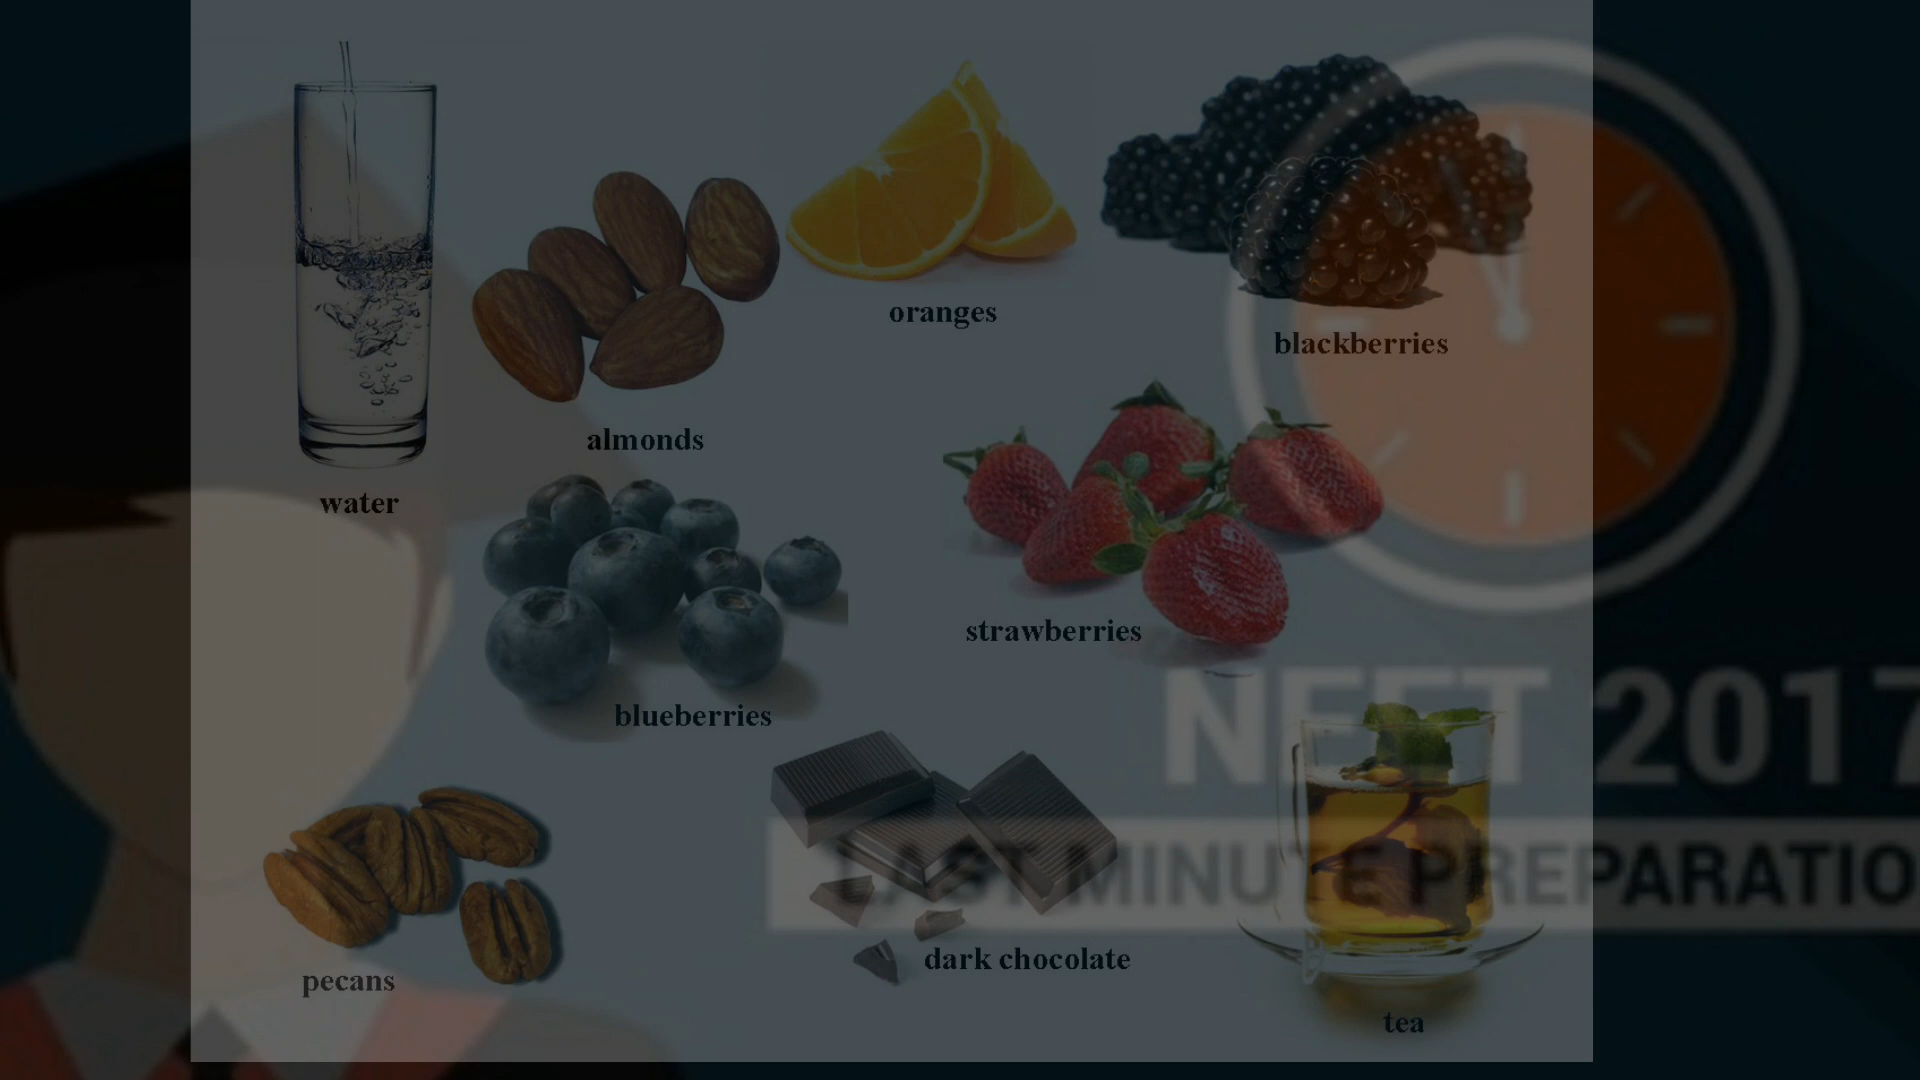 oranges
blackberries
almonds
water
strawberries
blueberries
NEET 2017
LAST MINUTE PREPARATIO
dark chocolate
pecans
tea